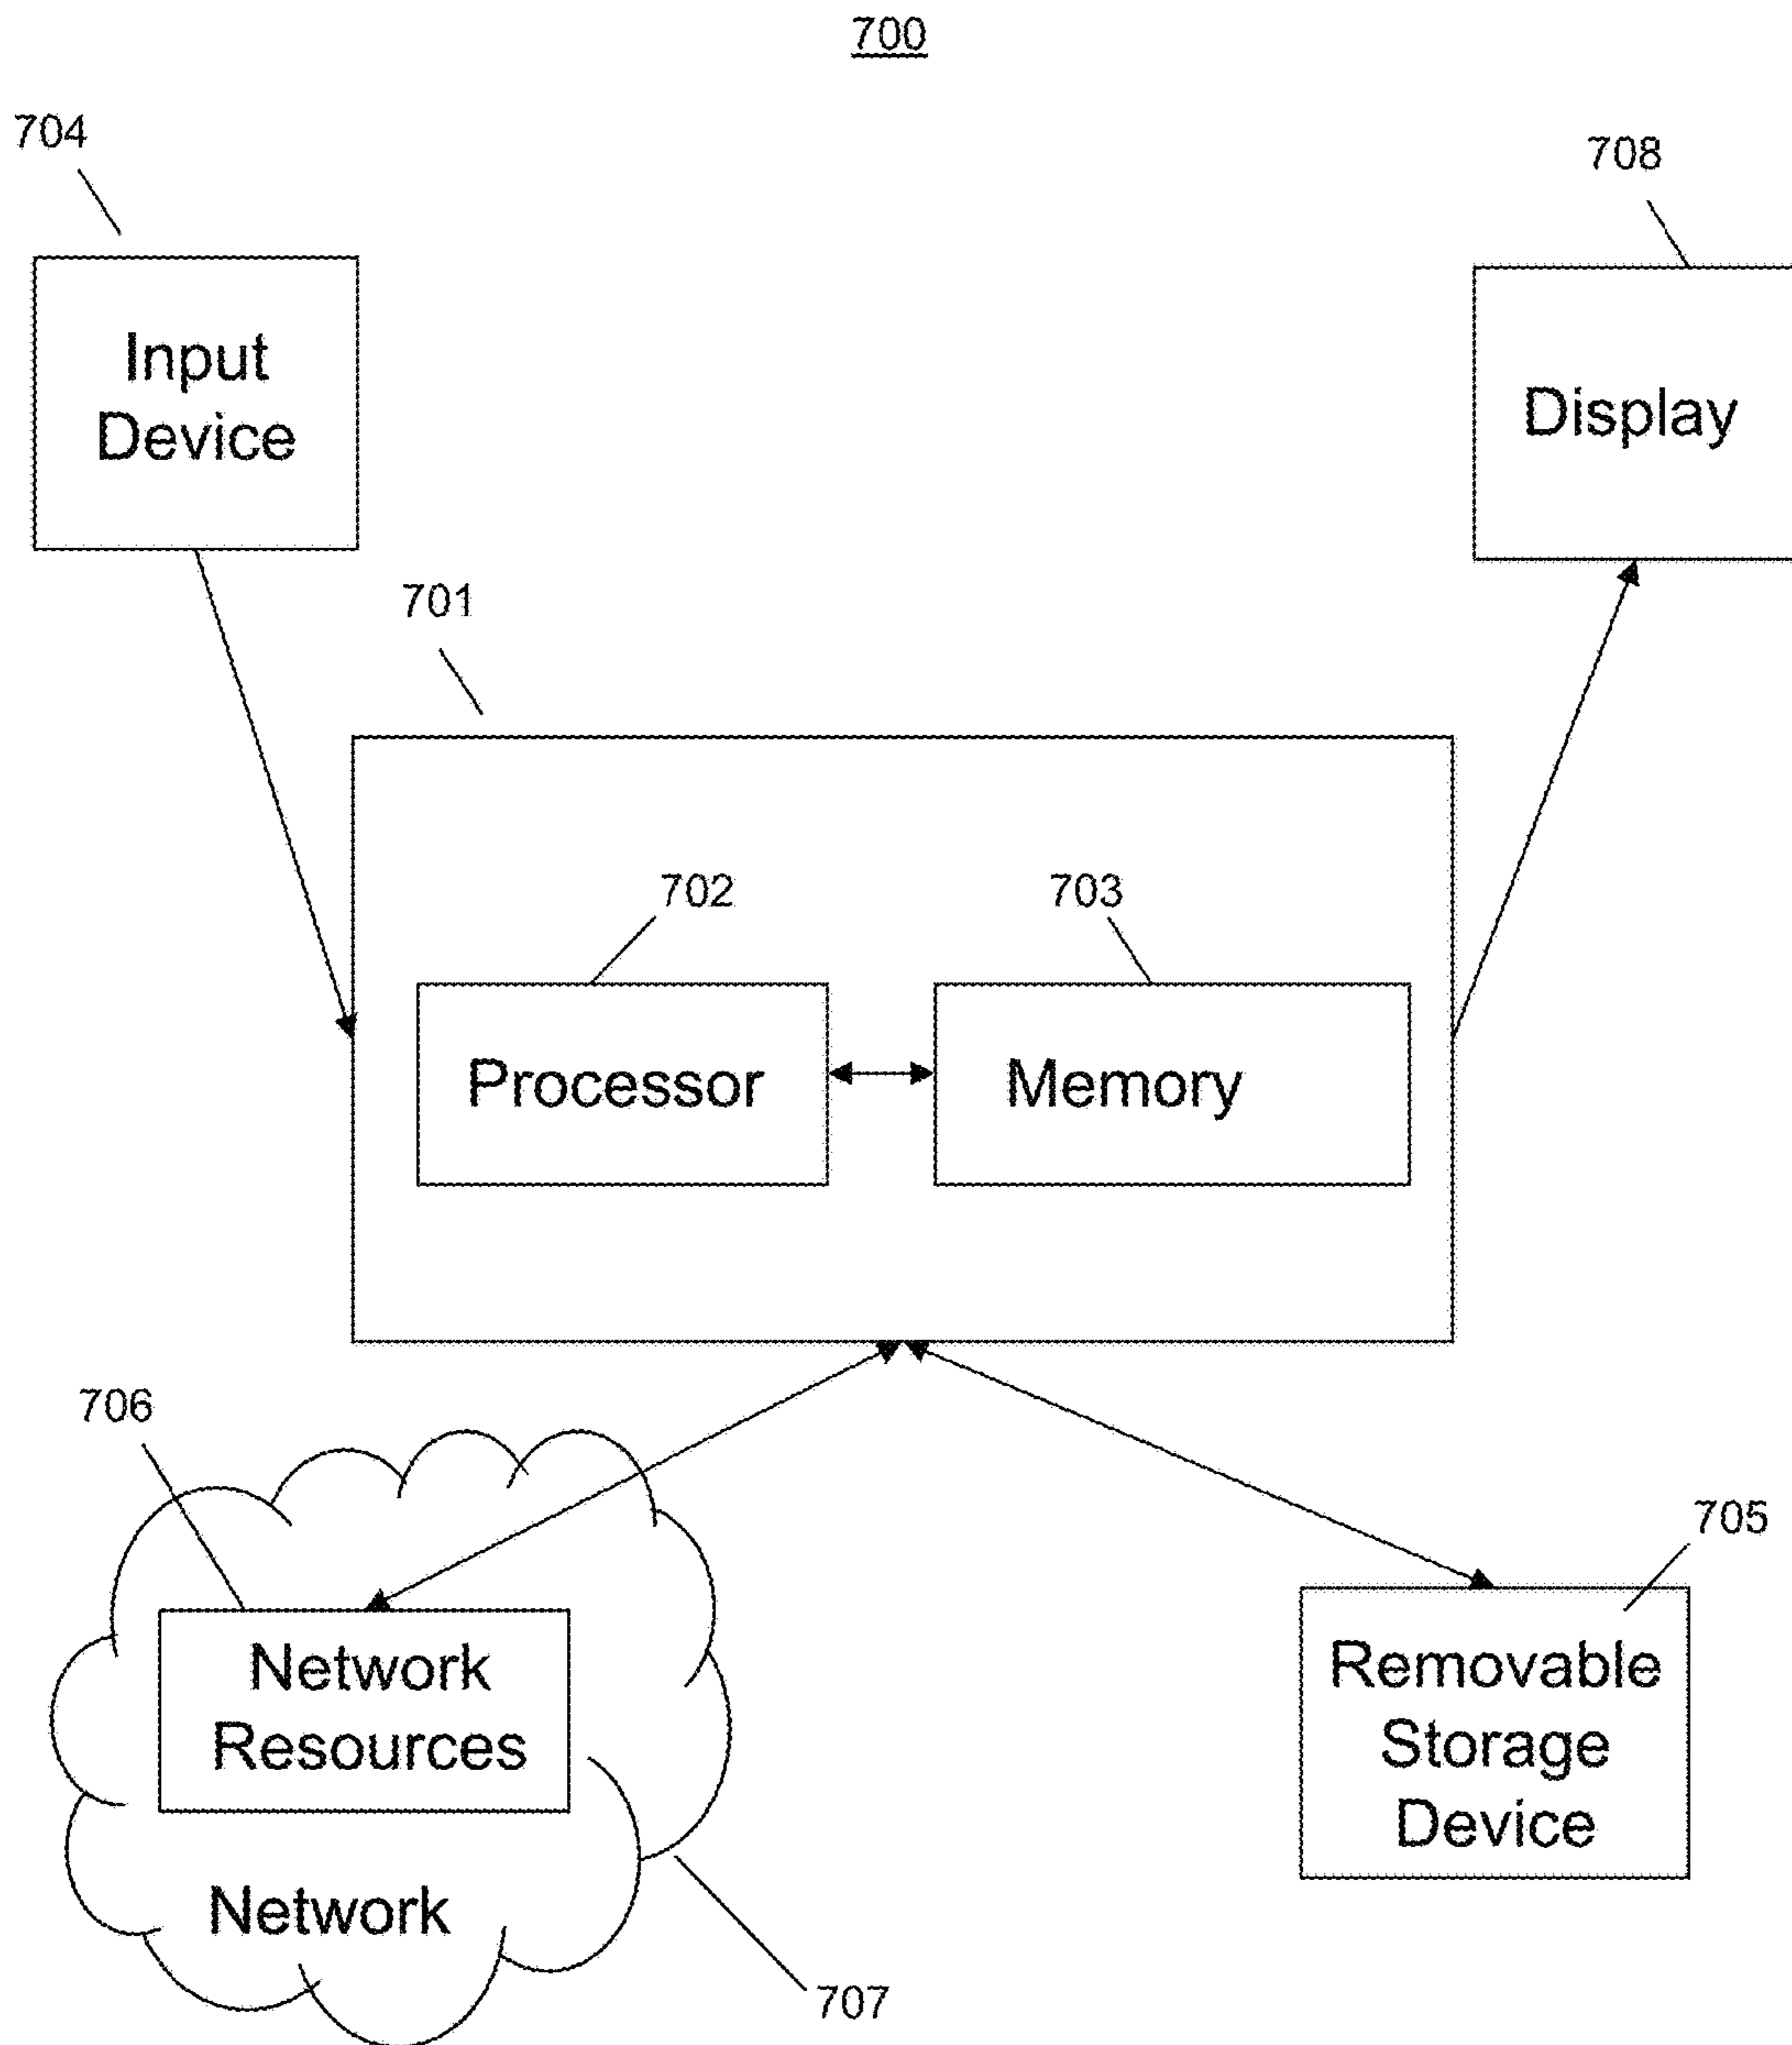 700
704
708
Input
Device
Display
701
702
703
Processor
Memory
706
705
Network
Resources
Removable
Storage
Device
Network
707